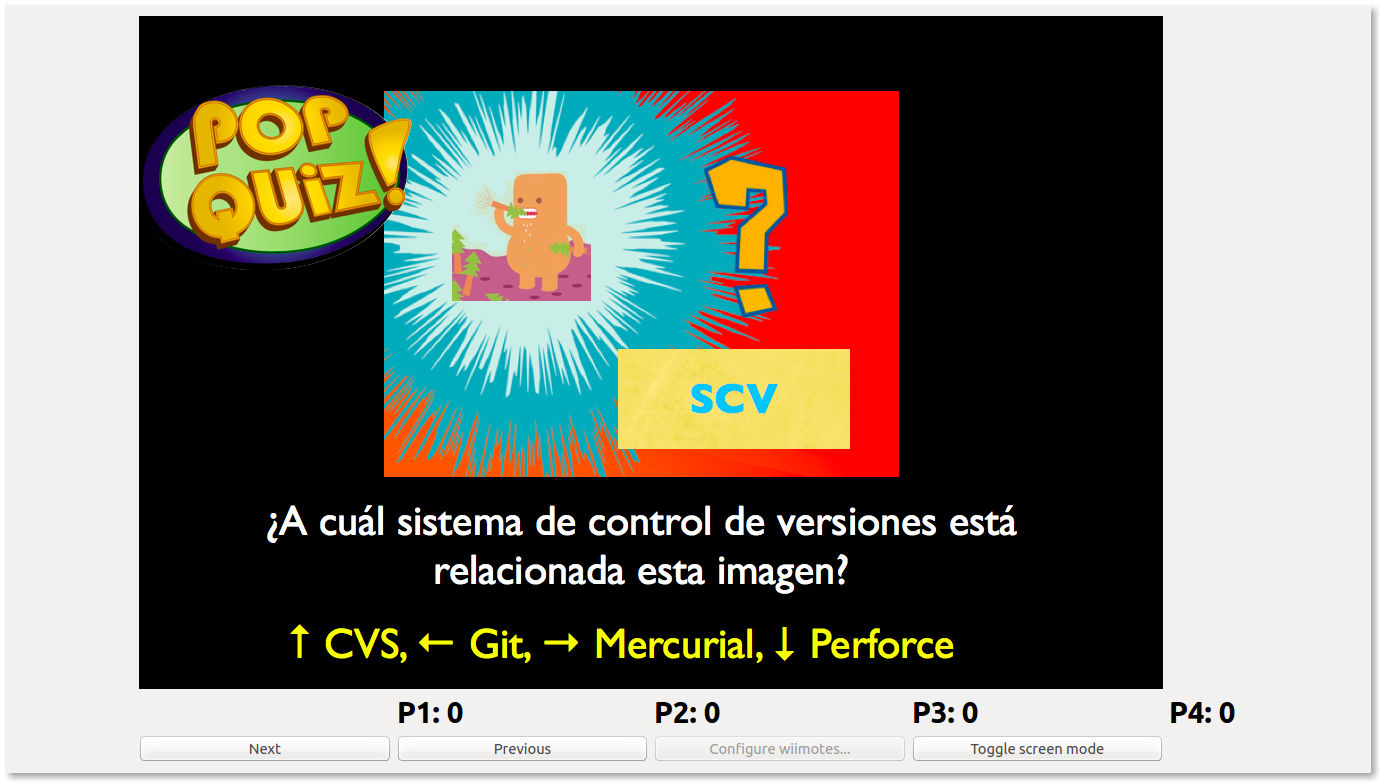 POP
QUiZ!
?
SCV
¿A cuál sistema de control de versiones está
relacionada esta imagen?
↑ CVS, ← Git, → Mercurial, ↓ Perforce
P1: 0 P2: 0 P3: 0 P4: 0
Next Previous Configure wiimotes... Toggle screen mode